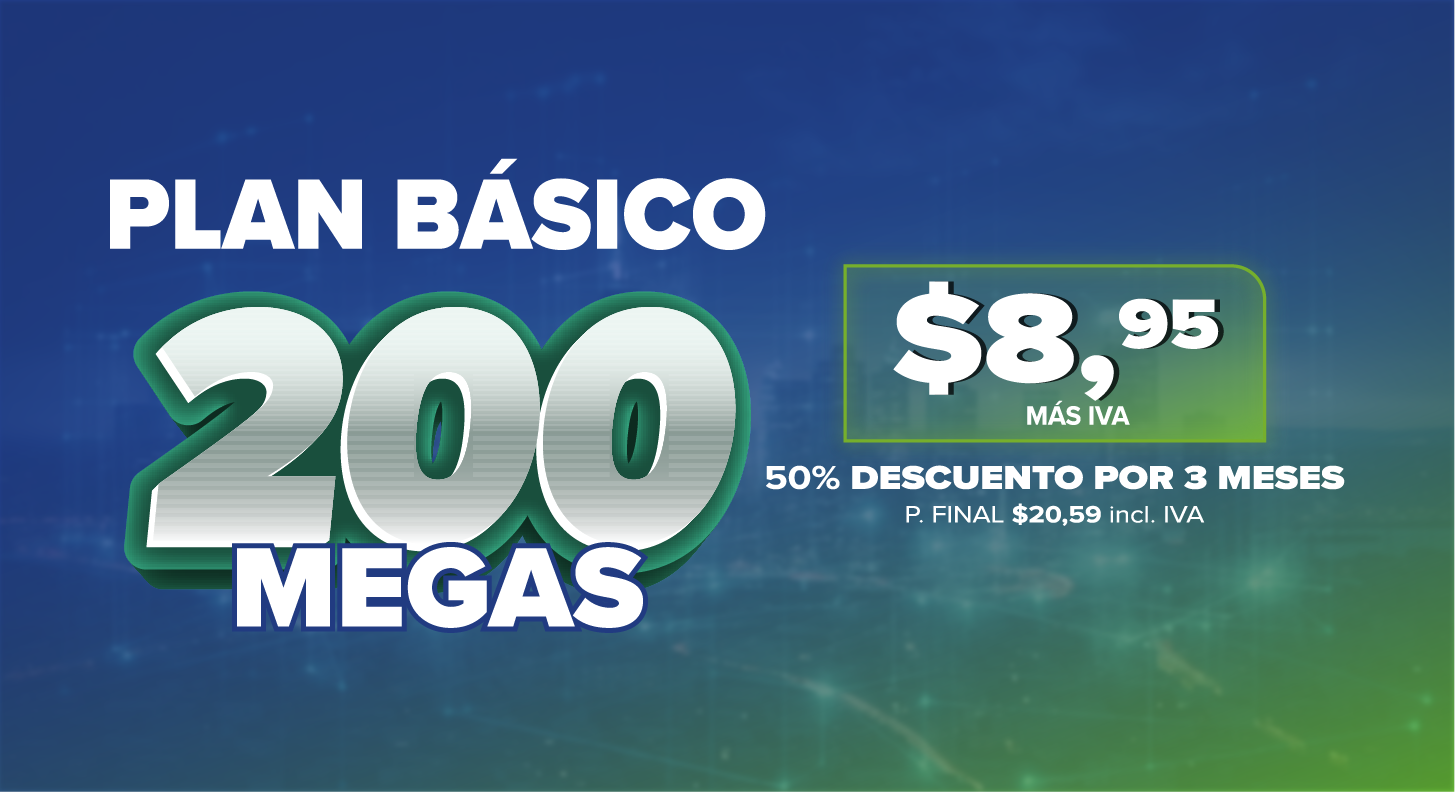 PLAN BÁSICO
200
MEGAS
$8,95
MÁS IVA
50% DESCUENTO POR 3 MESES
P. FINAL $20,59 incl. IVA